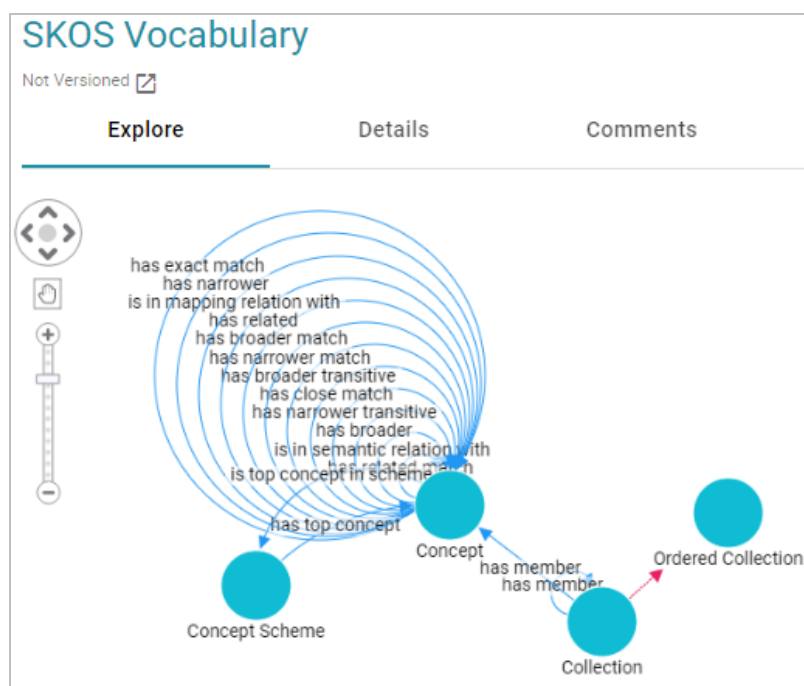 SKOS Vocabulary
Not Versioned
Explore
Details
Comments
has exact match
has narrower
is in mapping relation with
has related
has broader match
has narrower match
has broader transitive
has close match
has narrower transitive
has broader
is in semantic relation with
has related match
is top concept in scheme
has top concept
Concept
Ordered Collection
has member
has member
Concept Scheme
Collection